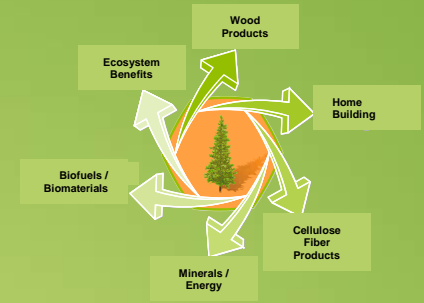 Wood
Products
Home
Building
Cellulose
Fiber
Products
Minerals /
Energy
Biofuels /
Biomaterials
Ecosystem
Benefits